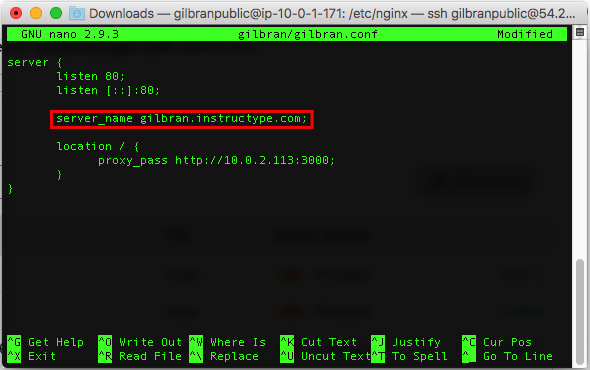 Downloads — gilbranpublic@ip-10-0-1-171: /etc/nginx — ssh gilbranpublic@54.2...
GNU nano 2.9.3 gilbran/gilbran.conf Modified
server {
listen 80;
listen [::]:80;
server_name gilbran.instructype.com;
location / {
proxy_pass http://10.0.2.113:3000;
}
}
^G Get Help ^O Write Out ^W Where Is ^K Cut Text ^J Justify ^C Cur Pos
^X Exit ^R Read File ^\ Replace ^U Uncut Text ^T To Spell ^_ Go To Line